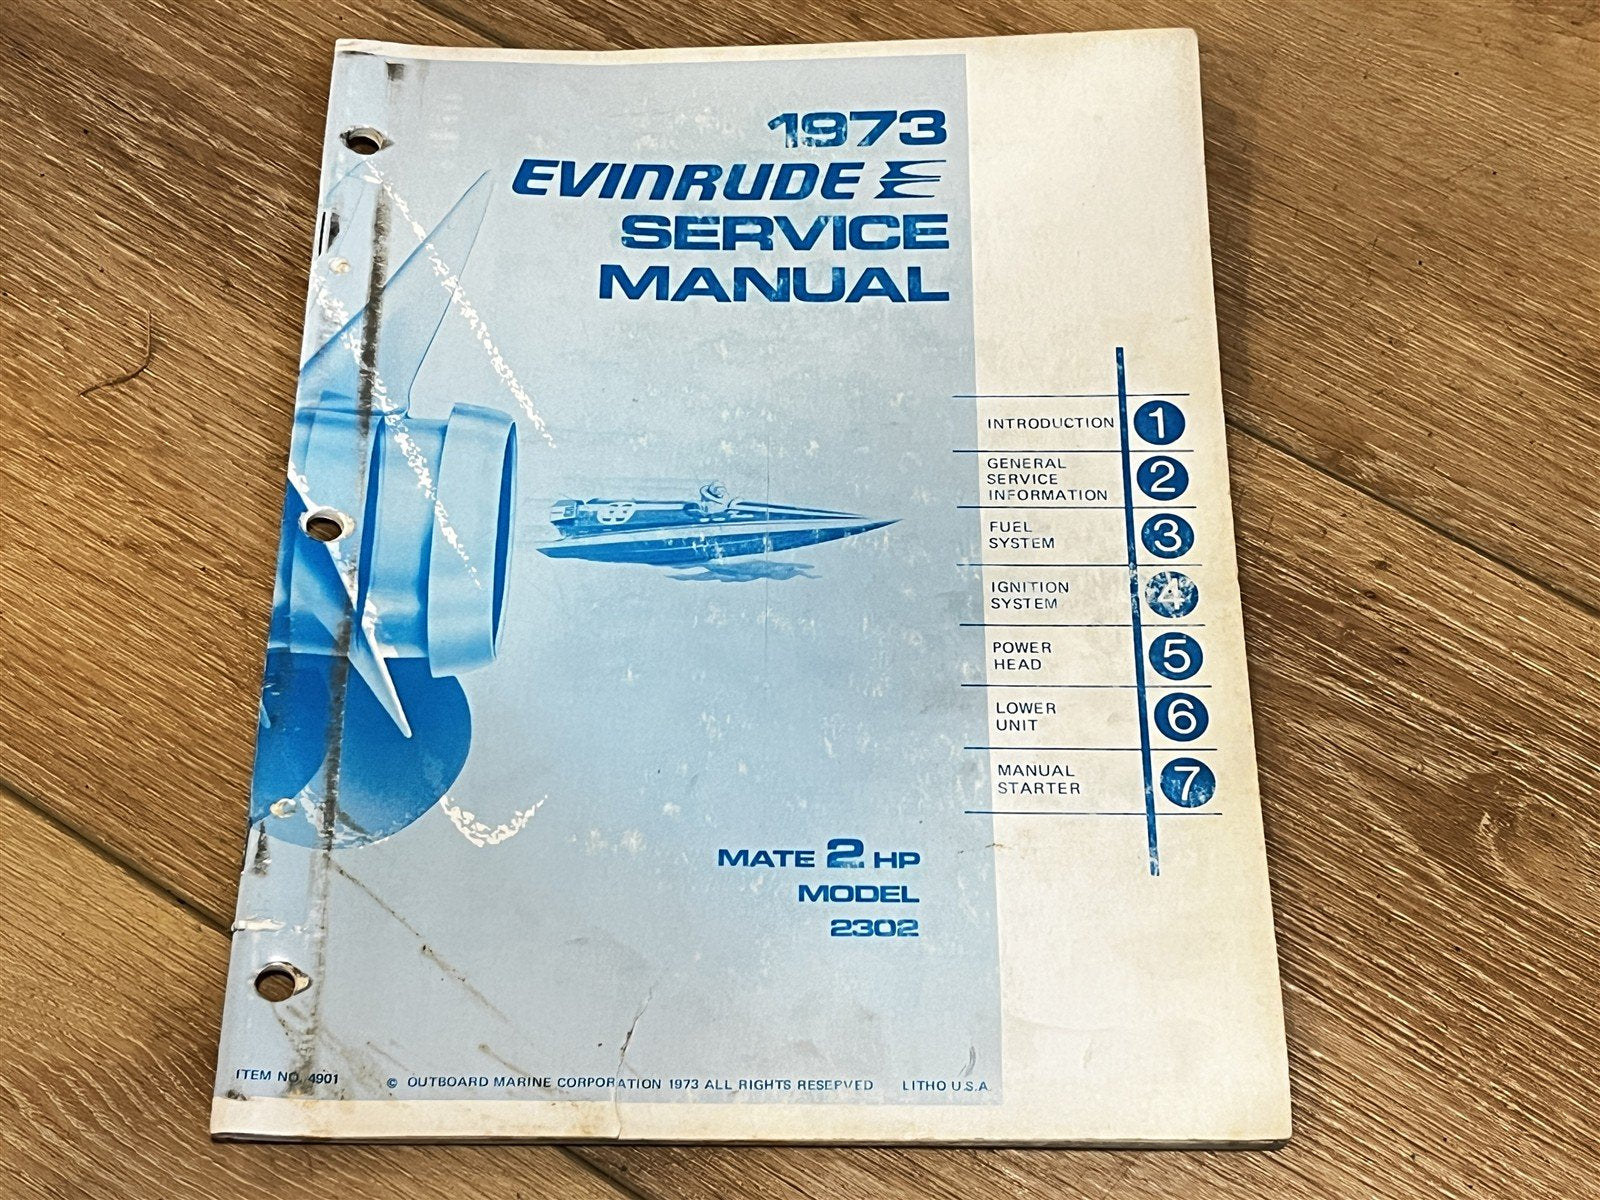 1973
EVINRUDE
SERVICE
MANUAL
INTRODUCTION 1
GENERAL
SERVICE
INFORMATION 2
FUEL
SYSTEM 3
IGNITION
SYSTEM 4
POWER
HEAD 5
LOWER
UNIT 6
MANUAL
STARTER 7
MATE 2 HP
MODEL
2302
ITEM NO. 4901
© OUTBOARD MARINE CORPORATION 1973 ALL RIGHTS RESERVED LITHO U.S.A.